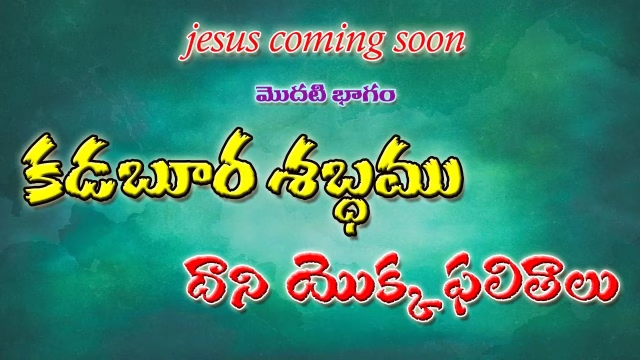 jesus coming soon
మొదటి భాగం
కడబూర శబ్ధము
దాని యొక్క ఫలితాలు